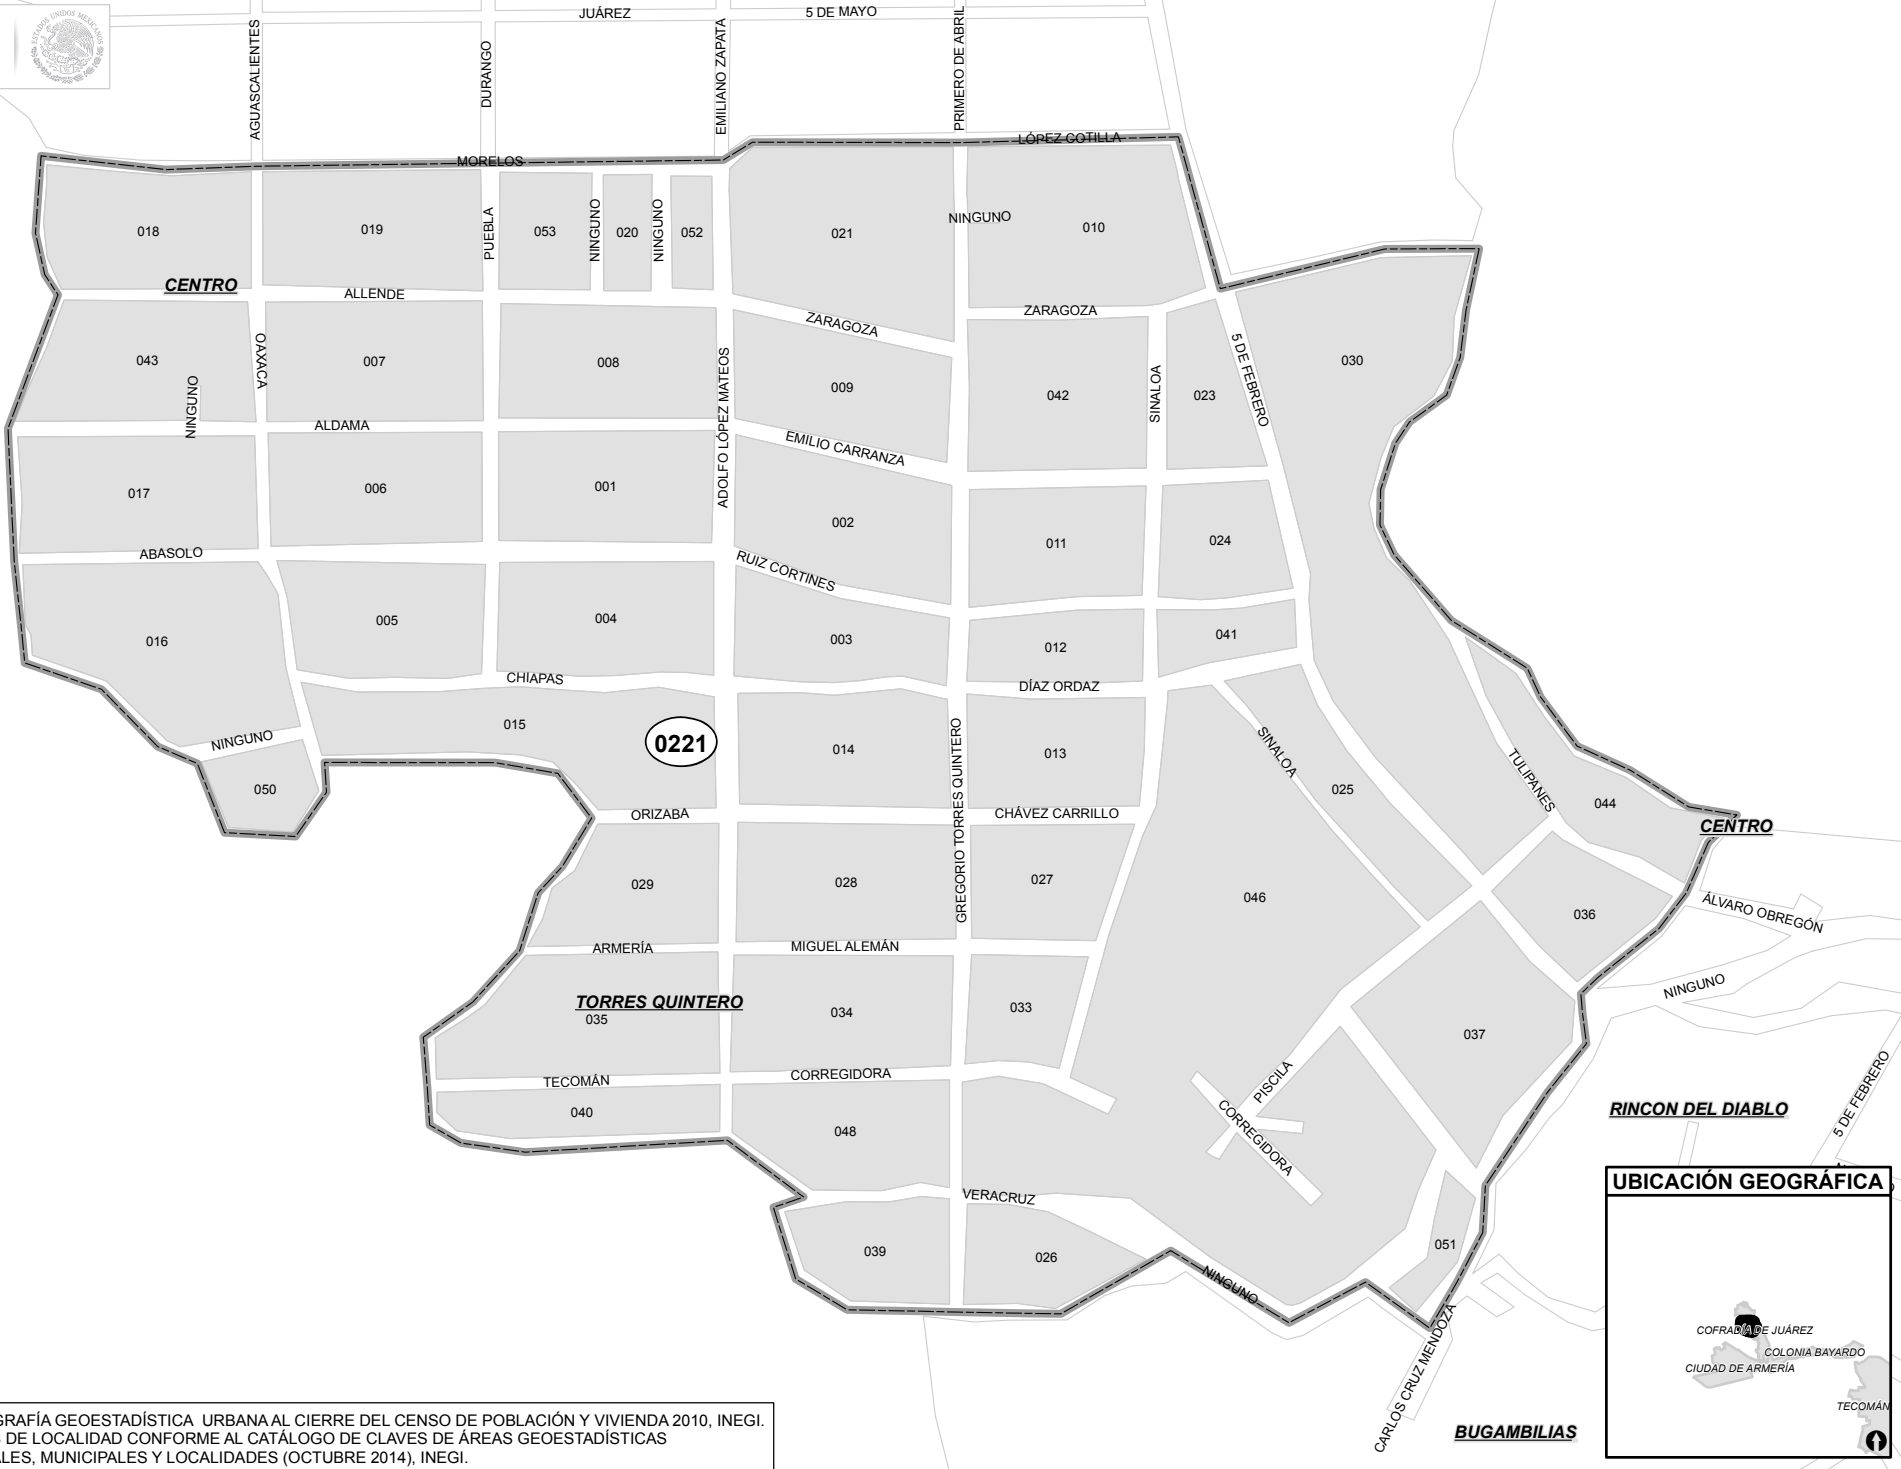 ESTADOS UNIDOS MEXICANOS
JUÁREZ
5 DE MAYO
AGUASCALIENTES
DURANGO
EMILIANO ZAPATA
PRIMERO DE ABRIL
LÓPEZ COTILLA
MORELOS
018
019
PUEBLA
053
NINGUNO
020
NINGUNO
052
021
NINGUNO
010
CENTRO
ALLENDE
ZARAGOZA
ZARAGOZA
043
NINGUNO
OAXACA
007
008
ADOLFO LÓPEZ MATEOS
009
042
SINALOA
023
5 DE FEBRERO
030
ALDAMA
EMILIO CARRANZA
017
006
001
002
011
024
ABASOLO
RUIZ CORTINES
016
005
004
003
012
041
CHIAPAS
DÍAZ ORDAZ
NINGUNO
015
0221
014
GREGORIO TORRES QUINTERO
013
SINALOA
025
TULIPANES
044
050
ORIZABA
CHÁVEZ CARRILLO
CENTRO
029
028
027
046
036
ÁLVARO OBREGÓN
ARMERÍA
MIGUEL ALEMÁN
NINGUNO
TORRES QUINTERO
035
034
033
037
TECOMÁN
CORREGIDORA
PISCILA
CORREGIDORA
040
048
RINCON DEL DIABLO
5 DE FEBRERO
VERACRUZ
039
026
NINGUNO
051
CARLOS CRUZ MENDOZA
BUGAMBILIAS
UBICACIÓN GEOGRÁFICA
COFRADÍA DE JUÁREZ
COLONIA BAYARDO
CIUDAD DE ARMERÍA
TECOMÁN
GRAFÍA GEOESTADÍSTICA URBANA AL CIERRE DEL CENSO DE POBLACIÓN Y VIVIENDA 2010, INEGI.
DE LOCALIDAD CONFORME AL CATÁLOGO DE CLAVES DE ÁREAS GEOESTADÍSTICAS
ALES, MUNICIPALES Y LOCALIDADES (OCTUBRE 2014), INEGI.